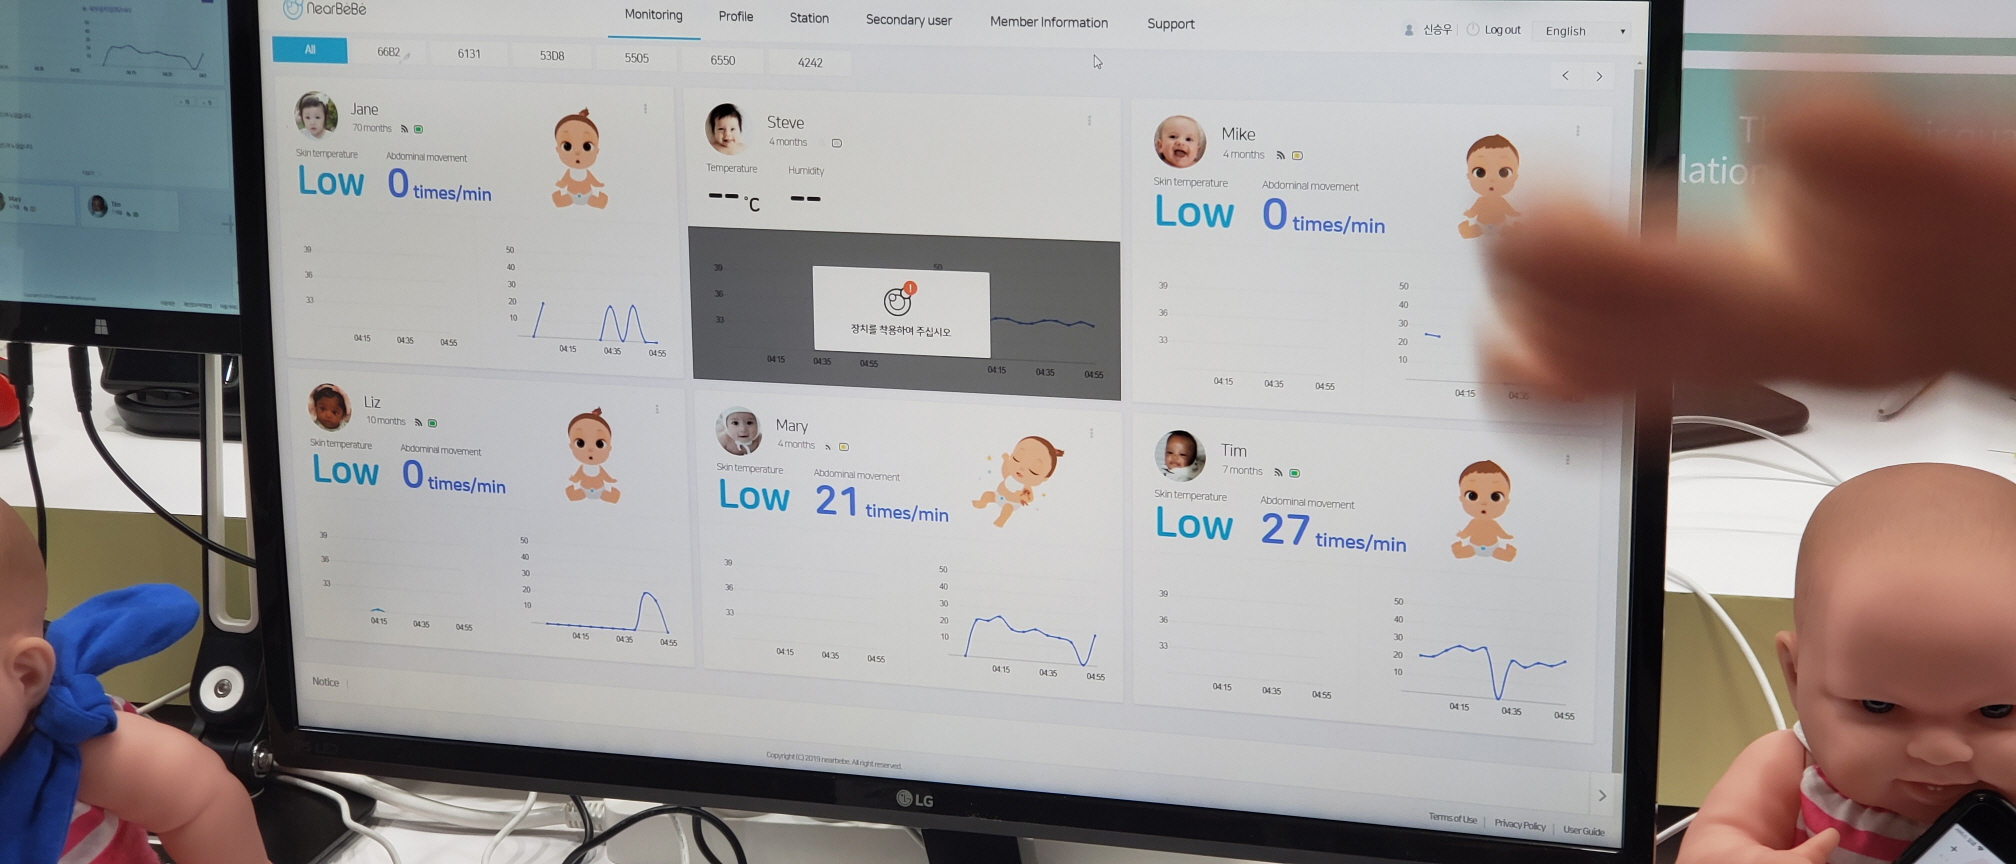 NearBeBe
Monitoring
Profile
Station
Secondary user
Member Information
Support
신승우
Log out
English
All
66B2
6131
53D8
5505
6550
4242
Jane
70 months
Skin temperature
Abdominal movement
Low
0 times/min
39
36
33
04:15
04:35
04:55
50
40
30
20
10
04:15
04:35
04:55
Steve
4 months
Temperature
Humidity
-- °C
--
39
36
33
04:15
04:35
04:55
50
장치를 착용하여 주십시오
04:15
04:35
04:55
Mike
4 months
Skin temperature
Abdominal movement
Low
0 times/min
39
36
33
04:15
04:35
04:55
50
40
30
20
10
04:15
Liz
10 months
Skin temperature
Abdominal movement
Low
0 times/min
39
36
33
04:15
04:35
04:55
50
40
30
20
10
04:15
04:35
04:55
Mary
4 months
Skin temperature
Abdominal movement
Low
21 times/min
39
36
33
04:15
04:35
04:55
50
40
30
20
10
04:15
04:35
04:55
Tim
7 months
Skin temperature
Abdominal movement
Low
27 times/min
39
36
33
04:15
04:35
04:55
50
40
30
20
10
04:15
04:35
04:55
Notice
Copyright (C) 2019 nearbebe. All right reserved.
Terms of Use
Privacy Policy
User Guide
LG
lation